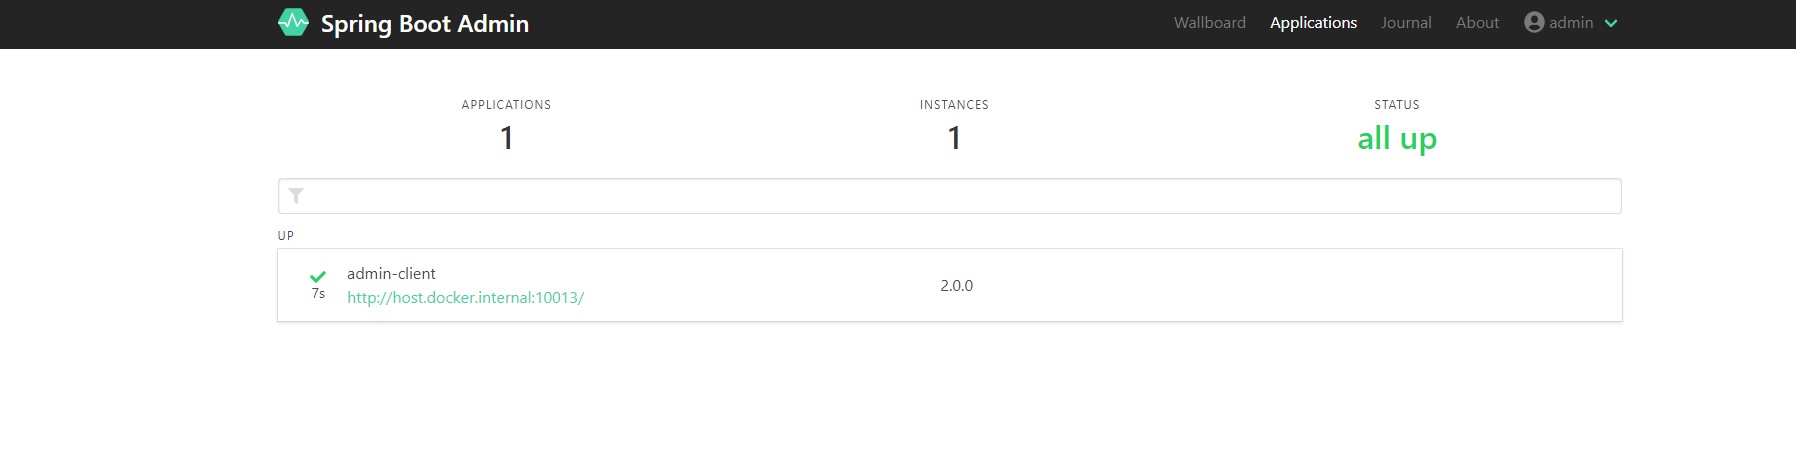 Spring Boot Admin
Wallboard Applications Journal About admin
APPLICATIONS INSTANCES STATUS
1 1 all up
UP
admin-client
7s http://host.docker.internal:10013/ 2.0.0